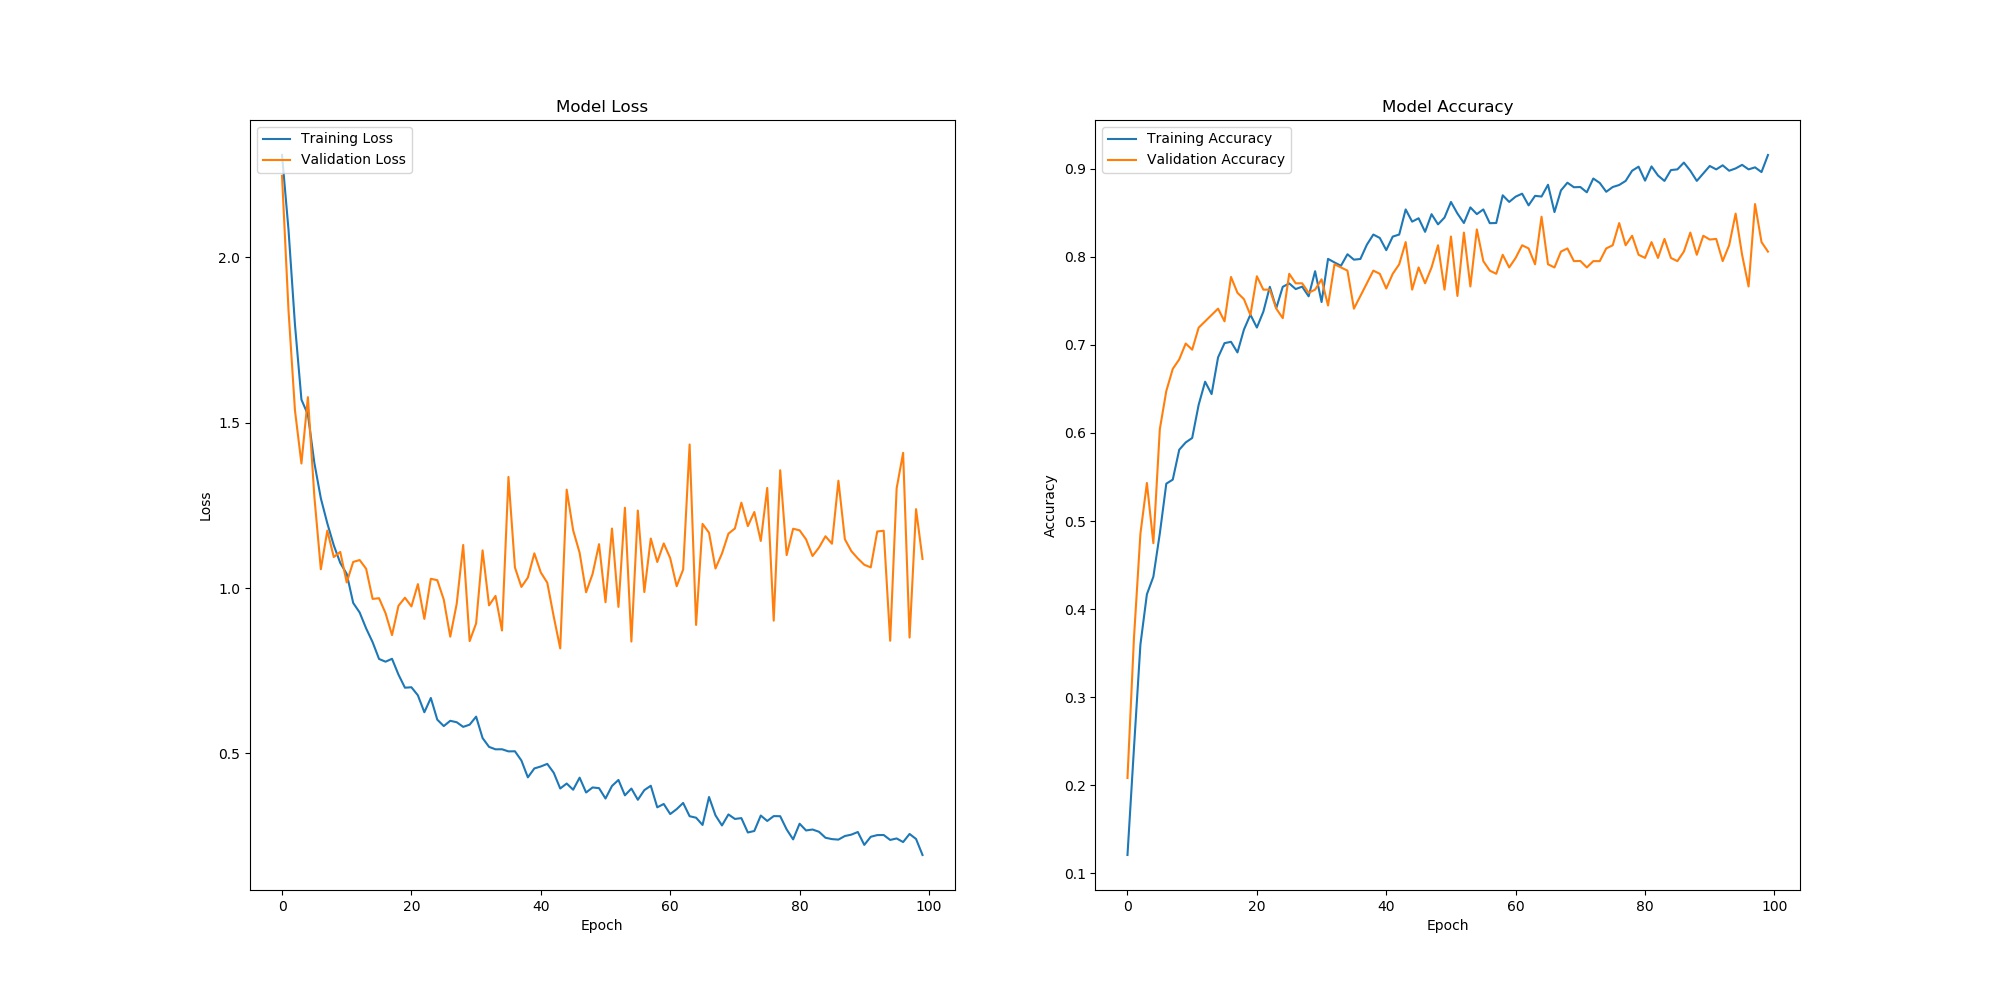 Model Loss
Training Loss
Validation Loss
2.0
1.5
1.0
0.5
Loss
0 20 40 60 80 100
Epoch
Model Accuracy
Training Accuracy
Validation Accuracy
0.9
0.8
0.7
0.6
0.5
0.4
0.3
0.2
0.1
Accuracy
0 20 40 60 80 100
Epoch